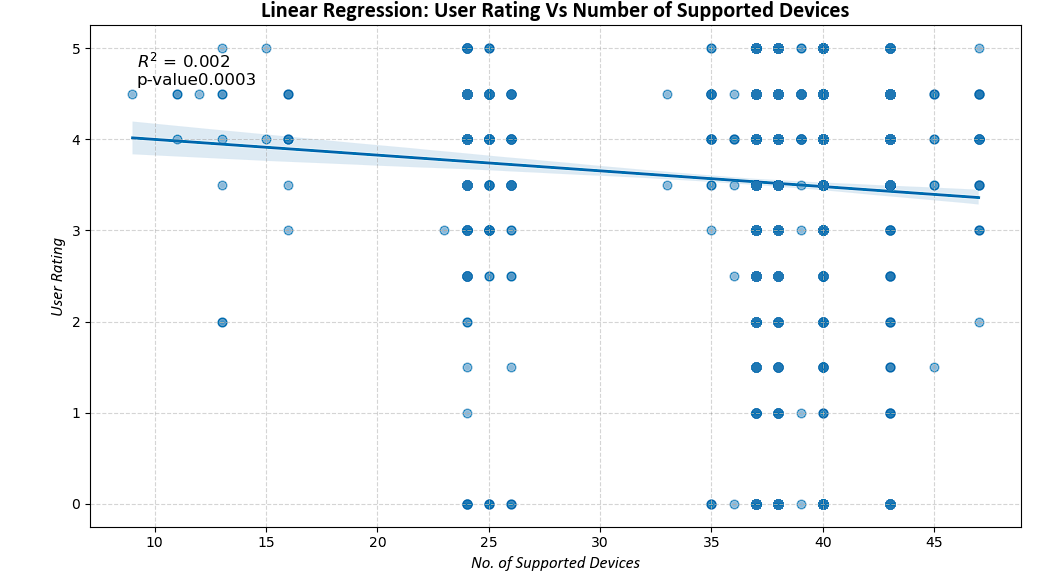 Linear Regression: User Rating Vs Number of Supported Devices
R² = 0.002
p-value0.0003
5
4
3
2
1
0
User Rating
10 15 20 25 30 35 40 45
No. of Supported Devices